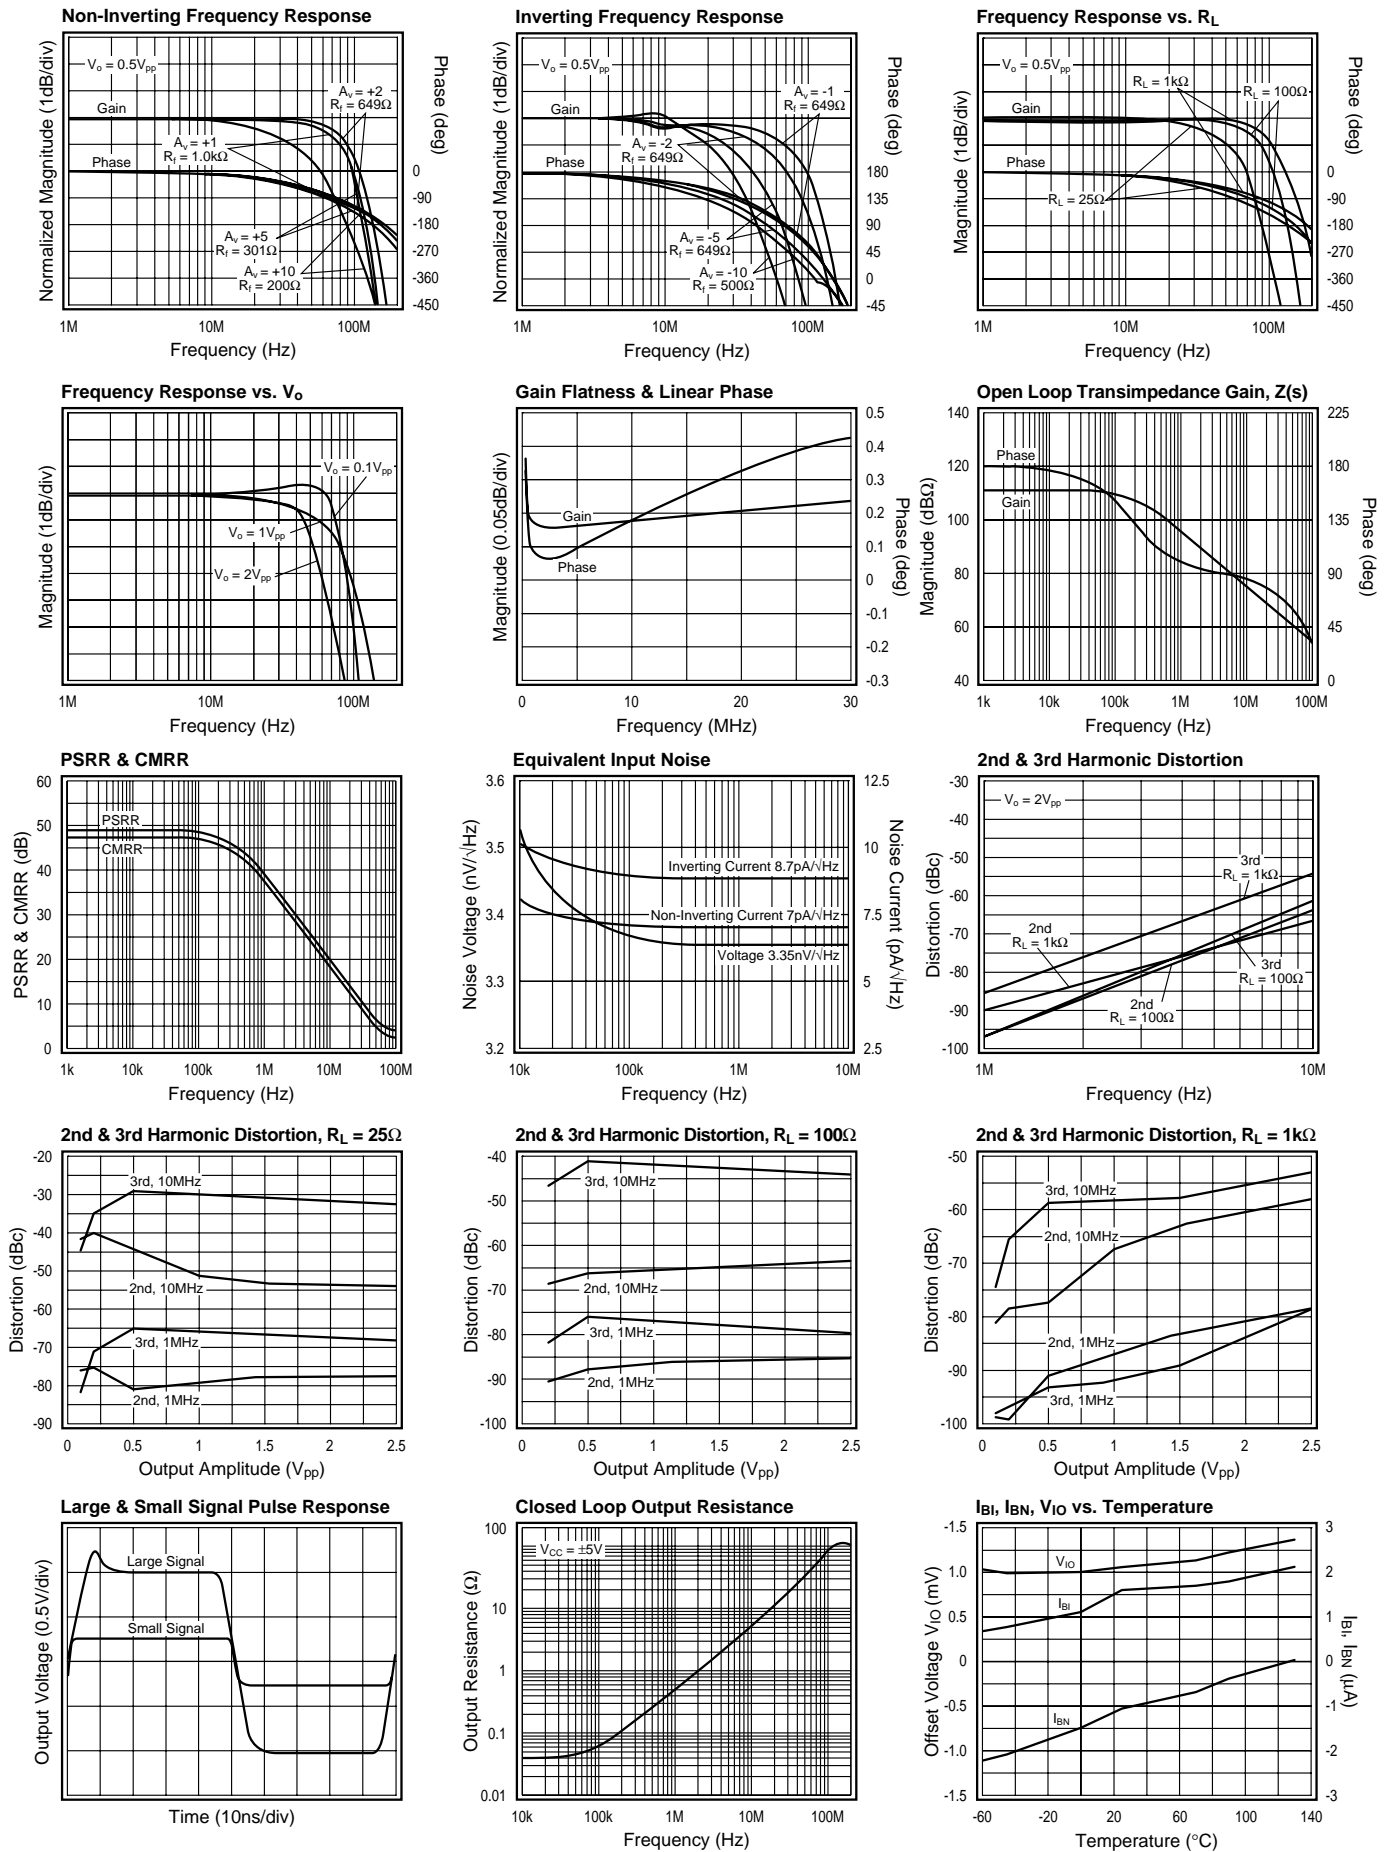 Non-Inverting Frequency Response
Normalized Magnitude (1dB/div)
Vo = 0.5Vpp
Gain
Phase
Av = +2
Rf = 649Ω
Av = +1
Rf = 1.0kΩ
Av = +5
Rf = 301Ω
Av = +10
Rf = 200Ω
Phase (deg)
0
-90
-180
-270
-360
-450
1M 10M 100M
Frequency (Hz)
Inverting Frequency Response
Normalized Magnitude (1dB/div)
Vo = 0.5Vpp
Gain
Phase
Av = -1
Rf = 649Ω
Av = -2
Rf = 649Ω
Av = -5
Rf = 649Ω
Av = -10
Rf = 500Ω
Phase (deg)
180
135
90
45
0
-45
1M 10M 100M
Frequency (Hz)
Frequency Response vs. RL
Magnitude (1dB/div)
Vo = 0.5Vpp
RL = 1kΩ
RL = 100Ω
Gain
Phase
RL = 25Ω
Phase (deg)
0
-90
-180
-270
-360
-450
1M 10M 100M
Frequency (Hz)
Frequency Response vs. Vo
Magnitude (1dB/div)
Vo = 0.1Vpp
Vo = 1Vpp
Vo = 2Vpp
1M 10M 100M
Frequency (Hz)
Gain Flatness & Linear Phase
Magnitude (0.05dB/div)
Gain
Phase
Phase (deg)
0.5
0.4
0.3
0.2
0.1
0
-0.1
-0.2
-0.3
0 10 20 30
Frequency (MHz)
Open Loop Transimpedance Gain, Z(s)
Magnitude (dBΩ)
140
120
100
80
60
40
Phase
Gain
Phase (deg)
225
180
135
90
45
0
1k 10k 100k 1M 10M 100M
Frequency (Hz)
PSRR & CMRR
PSRR & CMRR (dB)
60
50
40
30
20
10
0
PSRR
CMRR
1k 10k 100k 1M 10M 100M
Frequency (Hz)
Equivalent Input Noise
Noise Voltage (nV/√Hz)
3.6
3.5
3.4
3.3
3.2
Inverting Current 8.7pA/√Hz
Non-Inverting Current 7pA/√Hz
Voltage 3.35nV/√Hz
Noise Current (pA/√Hz)
12.5
10
7.5
5
2.5
10k 100k 1M 10M
Frequency (Hz)
2nd & 3rd Harmonic Distortion
Distortion (dBc)
-30
-40
-50
-60
-70
-80
-90
-100
Vo = 2Vpp
3rd
RL = 1kΩ
2nd
RL = 1kΩ
3rd
RL = 100Ω
2nd
RL = 100Ω
1M 10M
Frequency (Hz)
2nd & 3rd Harmonic Distortion, RL = 25Ω
Distortion (dBc)
-20
-30
-40
-50
-60
-70
-80
-90
3rd, 10MHz
2nd, 10MHz
3rd, 1MHz
2nd, 1MHz
0 0.5 1 1.5 2 2.5
Output Amplitude (Vpp)
2nd & 3rd Harmonic Distortion, RL = 100Ω
Distortion (dBc)
-40
-50
-60
-70
-80
-90
-100
3rd, 10MHz
2nd, 10MHz
3rd, 1MHz
2nd, 1MHz
0 0.5 1 1.5 2 2.5
Output Amplitude (Vpp)
2nd & 3rd Harmonic Distortion, RL = 1kΩ
Distortion (dBc)
-50
-60
-70
-80
-90
-100
3rd, 10MHz
2nd, 10MHz
2nd, 1MHz
3rd, 1MHz
0 0.5 1 1.5 2 2.5
Output Amplitude (Vpp)
Large & Small Signal Pulse Response
Output Voltage (0.5V/div)
Large Signal
Small Signal
Time (10ns/div)
Closed Loop Output Resistance
Output Resistance (Ω)
100
10
1
0.1
0.01
VCC = ±5V
10k 100k 1M 10M 100M
Frequency (Hz)
IBI, IBN, VIO vs. Temperature
Offset Voltage VIO (mV)
-1.5
1.0
0.5
0
-0.5
-1.0
-1.5
VIO
IBI
IBN
IBI, IBN (μA)
3
2
1
0
-1
-2
-3
-60 -20 20 60 100 140
Temperature (°C)